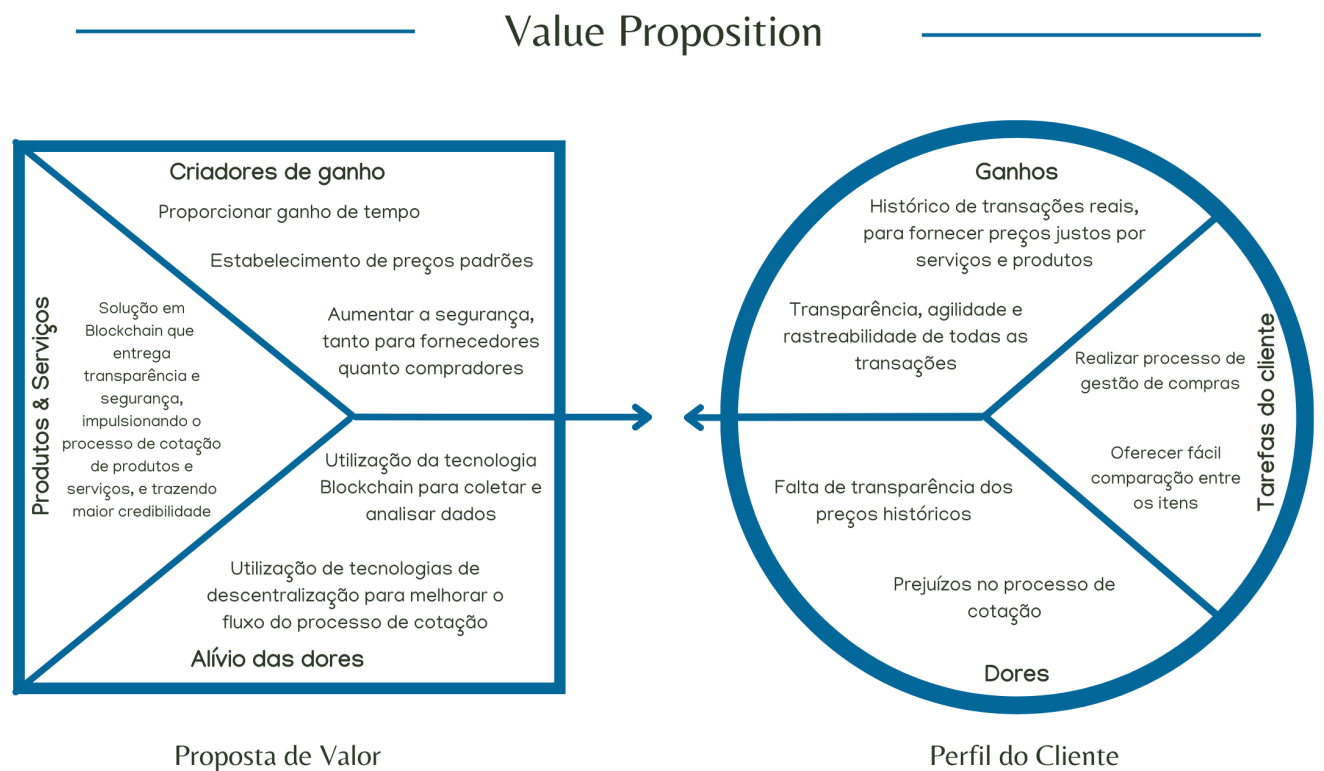 Value Proposition
Criadores de ganho
Proporcionar ganho de tempo
Estabelecimento de preços padrões
Aumentar a segurança,
tanto para fornecedores
quanto compradores
Produtos & Serviços
Solução em
Blockchain que
entrega
transparência e
segurança,
impulsionando o
processo de cotação
de produtos e
serviços, e trazendo
maior credibilidade
Utilização da tecnologia
Blockchain para coletar e
analisar dados
Utilização de tecnologias de
descentralização para melhorar o
fluxo do processo de cotação
Alívio das dores
Proposta de Valor
Ganhos
Histórico de transações reais,
para fornecer preços justos por
serviços e produtos
Transparência, agilidade e
rastreabilidade de todas as
transações
Tarefas do cliente
Realizar processo de
gestão de compras
Oferecer fácil
comparação entre
os itens
Falta de transparência dos
preços históricos
Prejuízos no processo de
cotação
Dores
Perfil do Cliente